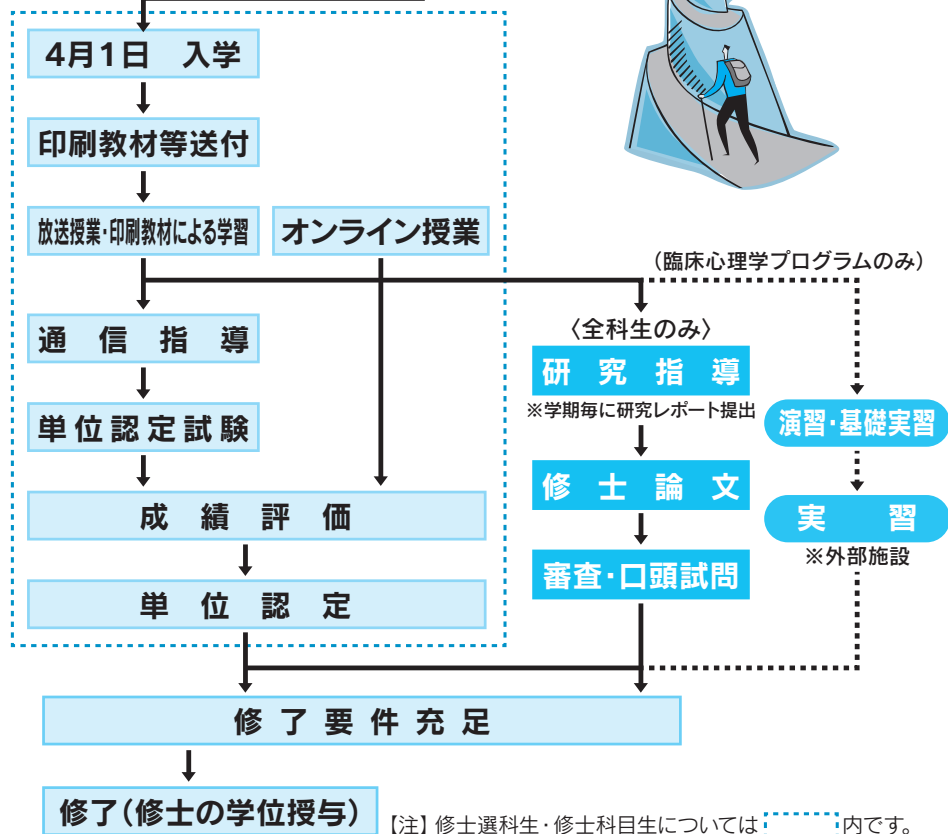 4月1日　入学
印刷教材等送付
放送授業・印刷教材による学習
オンライン授業
(臨床心理学プログラムのみ)
通信指導
〈全科生のみ〉
研究指導
※学期毎に研究レポート提出
単位認定試験
演習・基礎実習
修士論文
成績評価
実習
※外部施設
審査・口頭試問
単位認定
修了要件充足
修了(修士の学位授与)
【注】修士選科生・修士科目生については 内です。